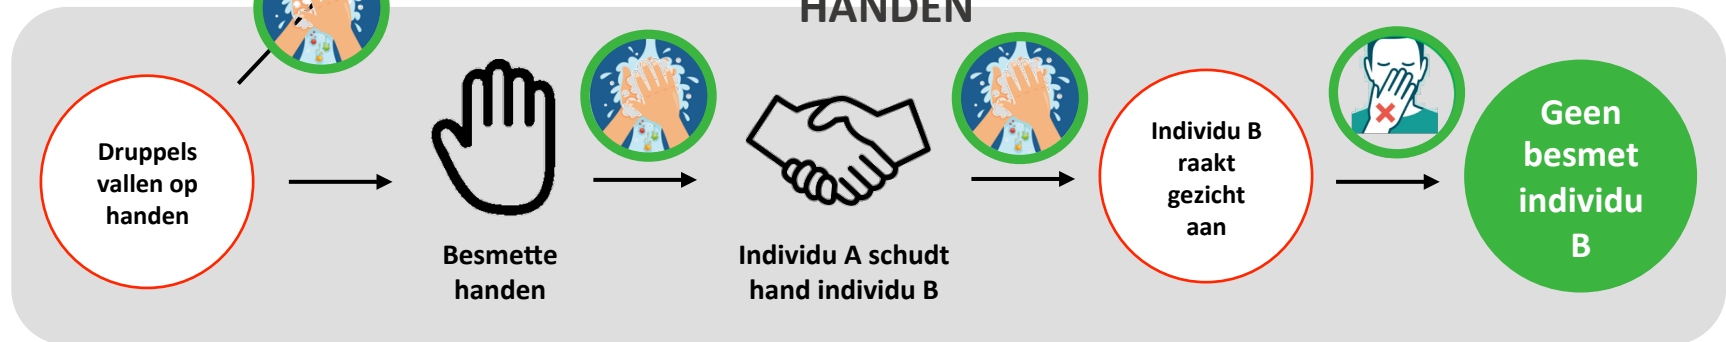 HANDEN
Druppels
vallen op
handen
Besmette
handen
Individu A schudt
hand individu B
Individu B
raakt
gezicht
aan
Geen
besmet
individu
B